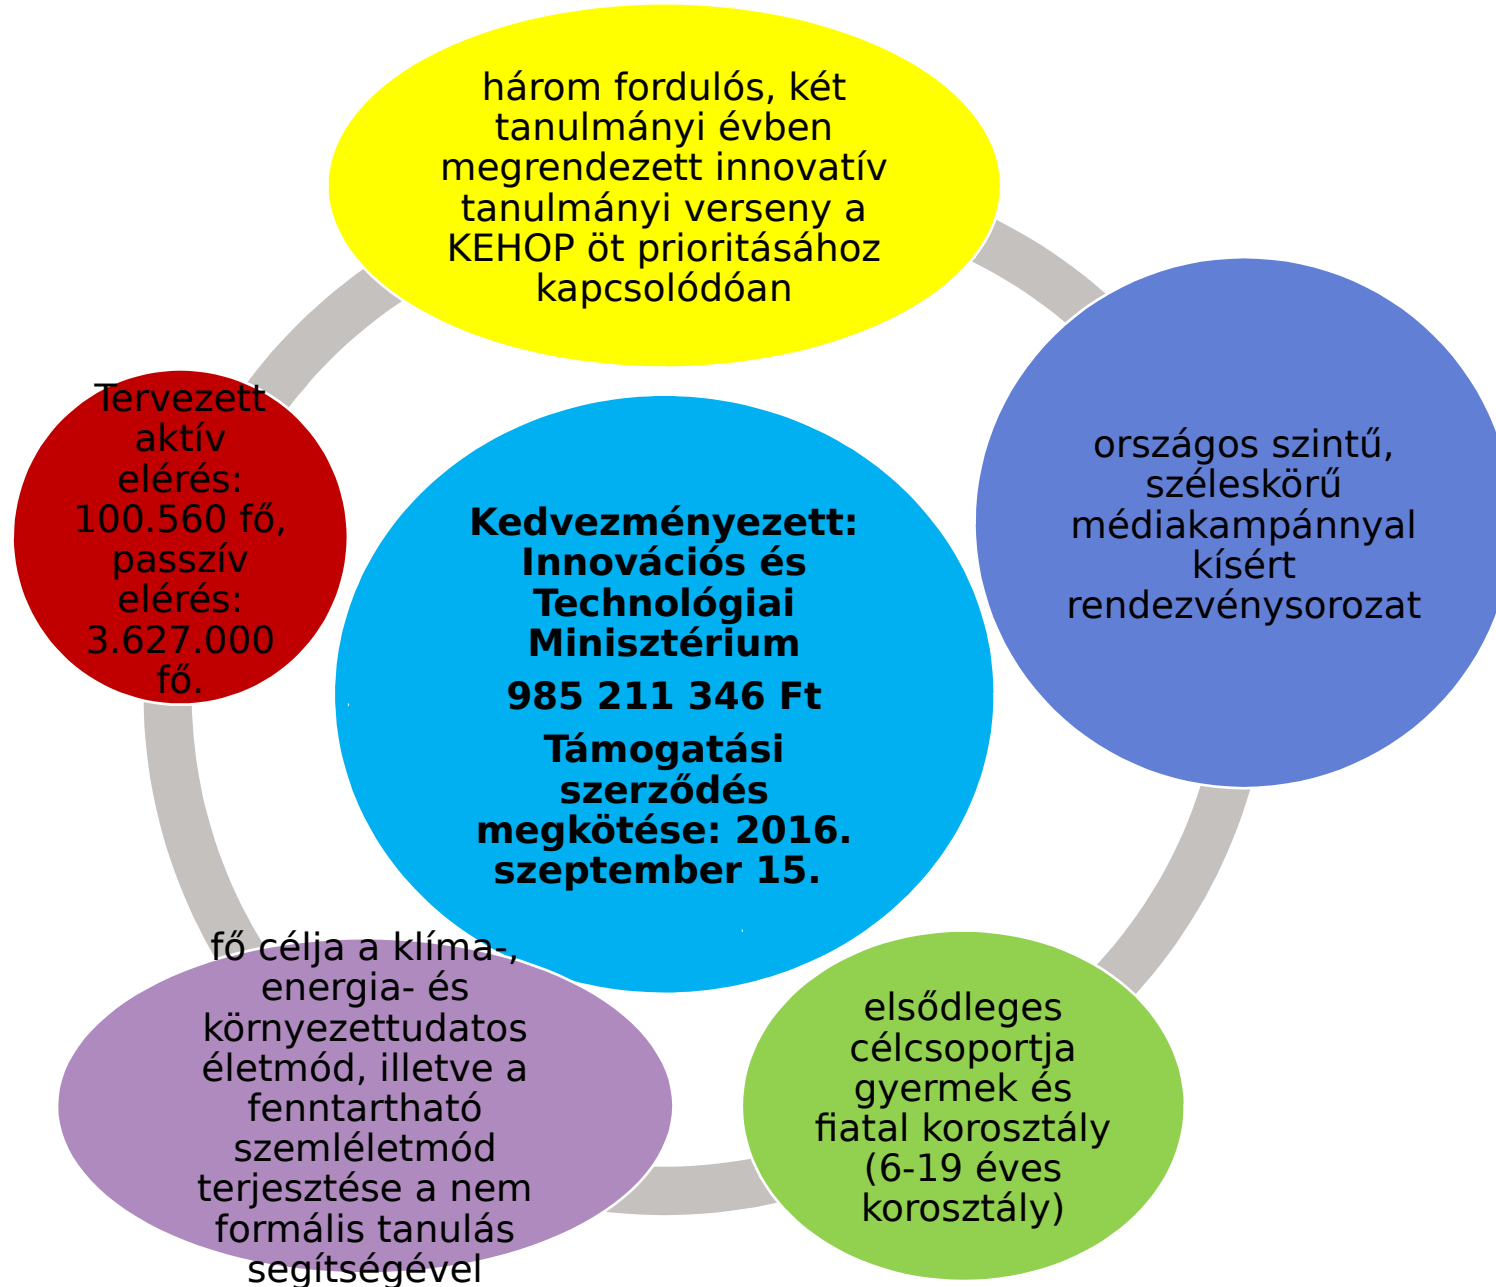 három fordulós, két
tanulmányi évben
megrendezett innovatív
tanulmányi verseny a
KEHOP öt prioritásához
kapcsolódóan
országos szintű,
széleskörű
médiakampánnyal
kísért
rendezvénysorozat
Tervezett
aktív
elérés:
100.560 fő,
passzív
elérés:
3.627.000
fő.
Kedvezményezett:
Innovációs és
Technológiai
Minisztérium
985 211 346 Ft
Támogatási
szerződés
megkötése: 2016.
szeptember 15.
fő célja a klíma-,
energia- és
környezettudatos
életmód, illetve a
fenntartható
szemléletmód
terjesztése a nem
formális tanulás
segítségével
elsődleges
célcsoportja
gyermek és
fiatal korosztály
(6-19 éves
korosztály)